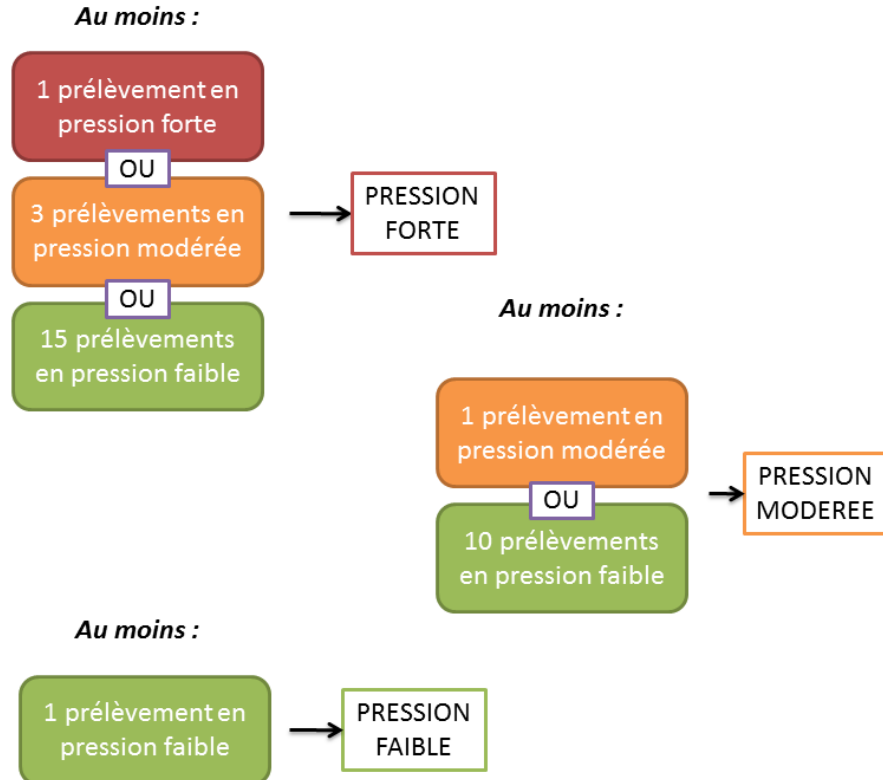 Au moins :
1 prélèvement en
pression forte
OU
3 prélèvements en
pression modérée
OU
15 prélèvements
en pression faible
PRESSION
FORTE
Au moins :
1 prélèvement en
pression modérée
OU
10 prélèvements
en pression faible
PRESSION
MODEREE
Au moins :
1 prélèvement en
pression faible
PRESSION
FAIBLE